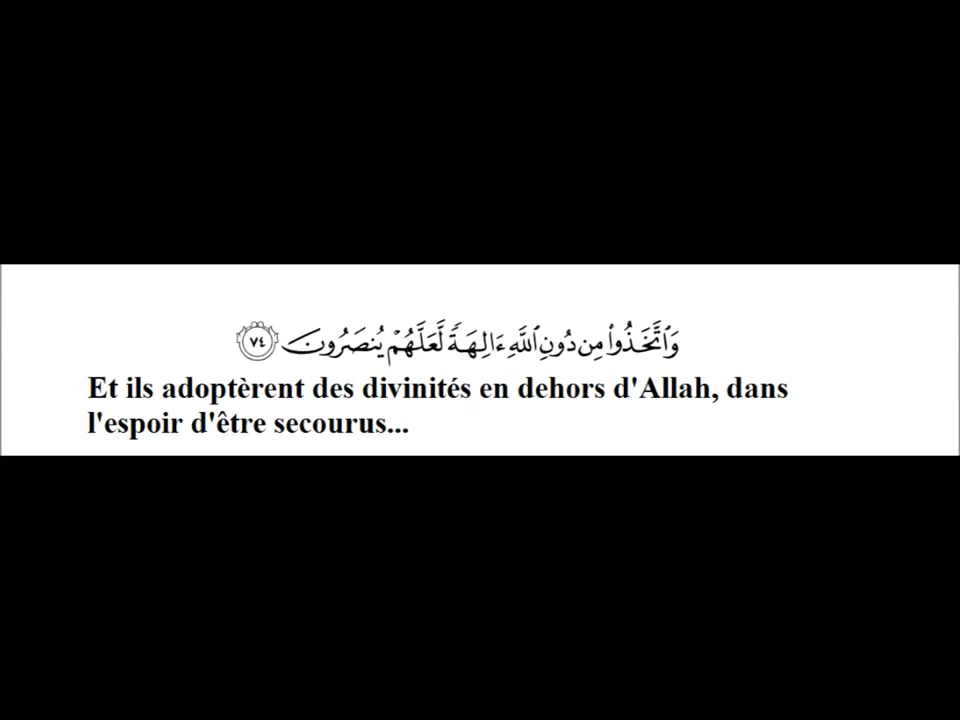 وَٱتَّخَذُوا۟ مِن دُونِ ٱللَّهِ ءَالِهَةً لَّعَلَّهُمْ يُنصَرُونَ ٧٤
Et ils adoptèrent des divinités en dehors d'Allah, dans
l'espoir d'être secourus...